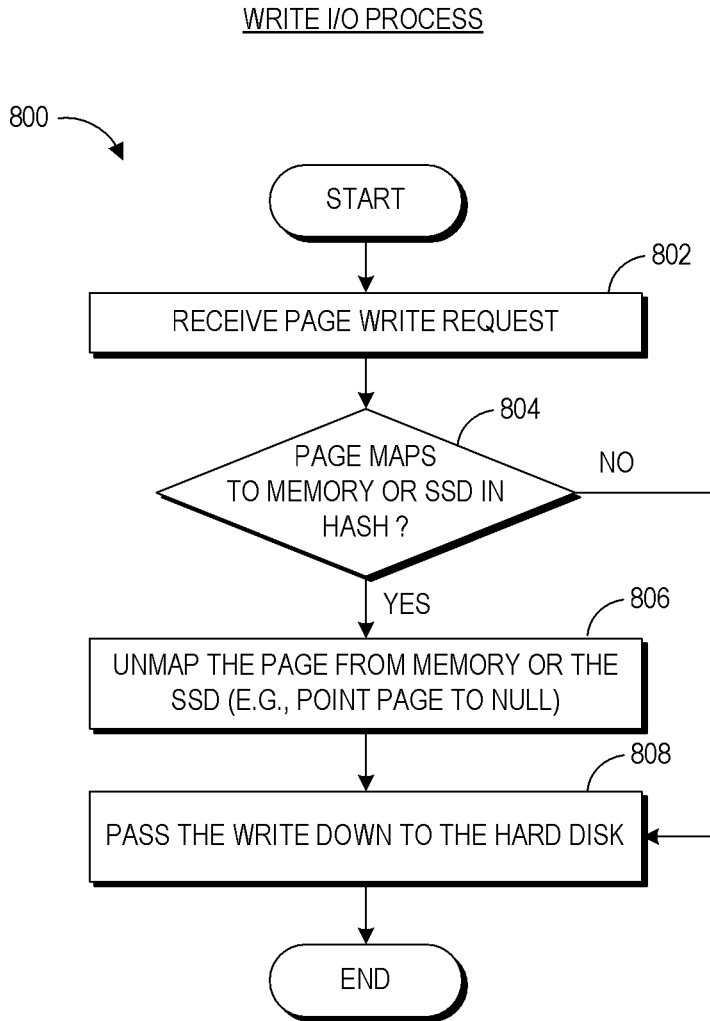 WRITE I/O PROCESS
800
START
802
RECEIVE PAGE WRITE REQUEST
804
PAGE MAPS
TO MEMORY OR SSD IN
HASH ?
NO
YES
806
UNMAP THE PAGE FROM MEMORY OR THE
SSD (E.G., POINT PAGE TO NULL)
808
PASS THE WRITE DOWN TO THE HARD DISK
END